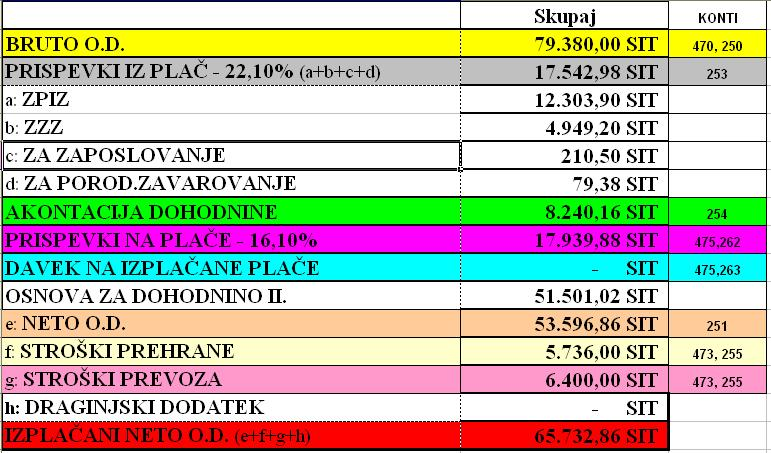 Skupaj KONTI
BRUTO O.D. 79.380,00 SIT 470, 250
PRISPEVKI IZ PLAČ - 22,10% (a+b+c+d) 17.542,98 SIT 253
a: ZPIZ 12.303,90 SIT
b: ZZZ 4.949,20 SIT
c: ZA ZAPOSLOVANJE 210,50 SIT
d: ZA POROD.ZAVAROVANJE 79,38 SIT
AKONTACIJA DOHODNINE 8.240,16 SIT 254
PRISPEVKI NA PLAČE - 16,10% 17.939,88 SIT 475,262
DAVEK NA IZPLAČANE PLAČE - SIT 475,263
OSNOVA ZA DOHODNINO II. 51.501,02 SIT
e: NETO O.D. 53.596,86 SIT 251
f: STROŠKI PREHRANE 5.736,00 SIT 473, 255
g: STROŠKI PREVOZA 6.400,00 SIT 473, 255
h: DRAGINJSKI DODATEK - SIT
IZPLAČANI NETO O.D. (e+f+g+h) 65.732,86 SIT